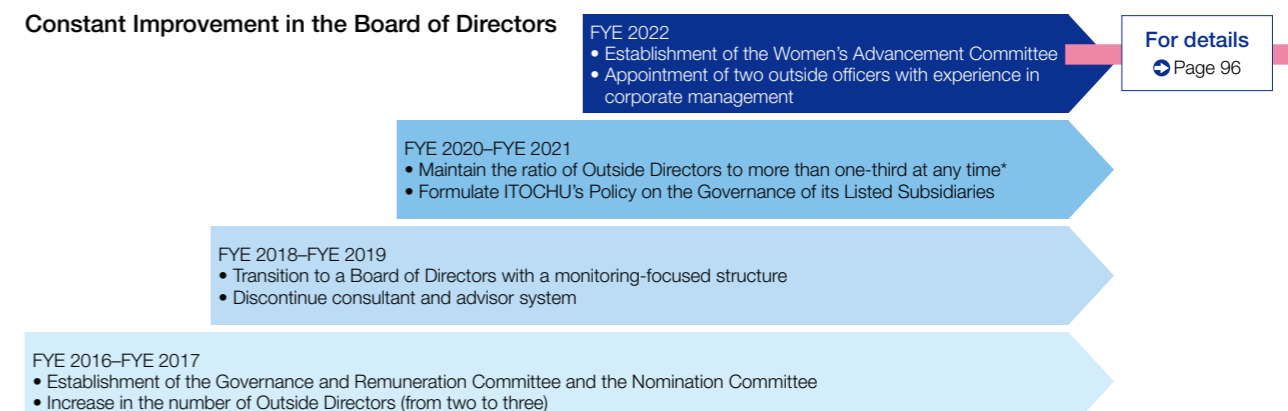 Constant Improvement in the Board of Directors
FYE 2022
• Establishment of the Women's Advancement Committee
• Appointment of two outside officers with experience in
corporate management
For details
Page 96
FYE 2020–FYE 2021
• Maintain the ratio of Outside Directors to more than one-third at any time*
• Formulate ITOCHU's Policy on the Governance of its Listed Subsidiaries
FYE 2018–FYE 2019
• Transition to a Board of Directors with a monitoring-focused structure
• Discontinue consultant and advisor system
FYE 2016–FYE 2017
• Establishment of the Governance and Remuneration Committee and the Nomination Committee
• Increase in the number of Outside Directors (from two to three)